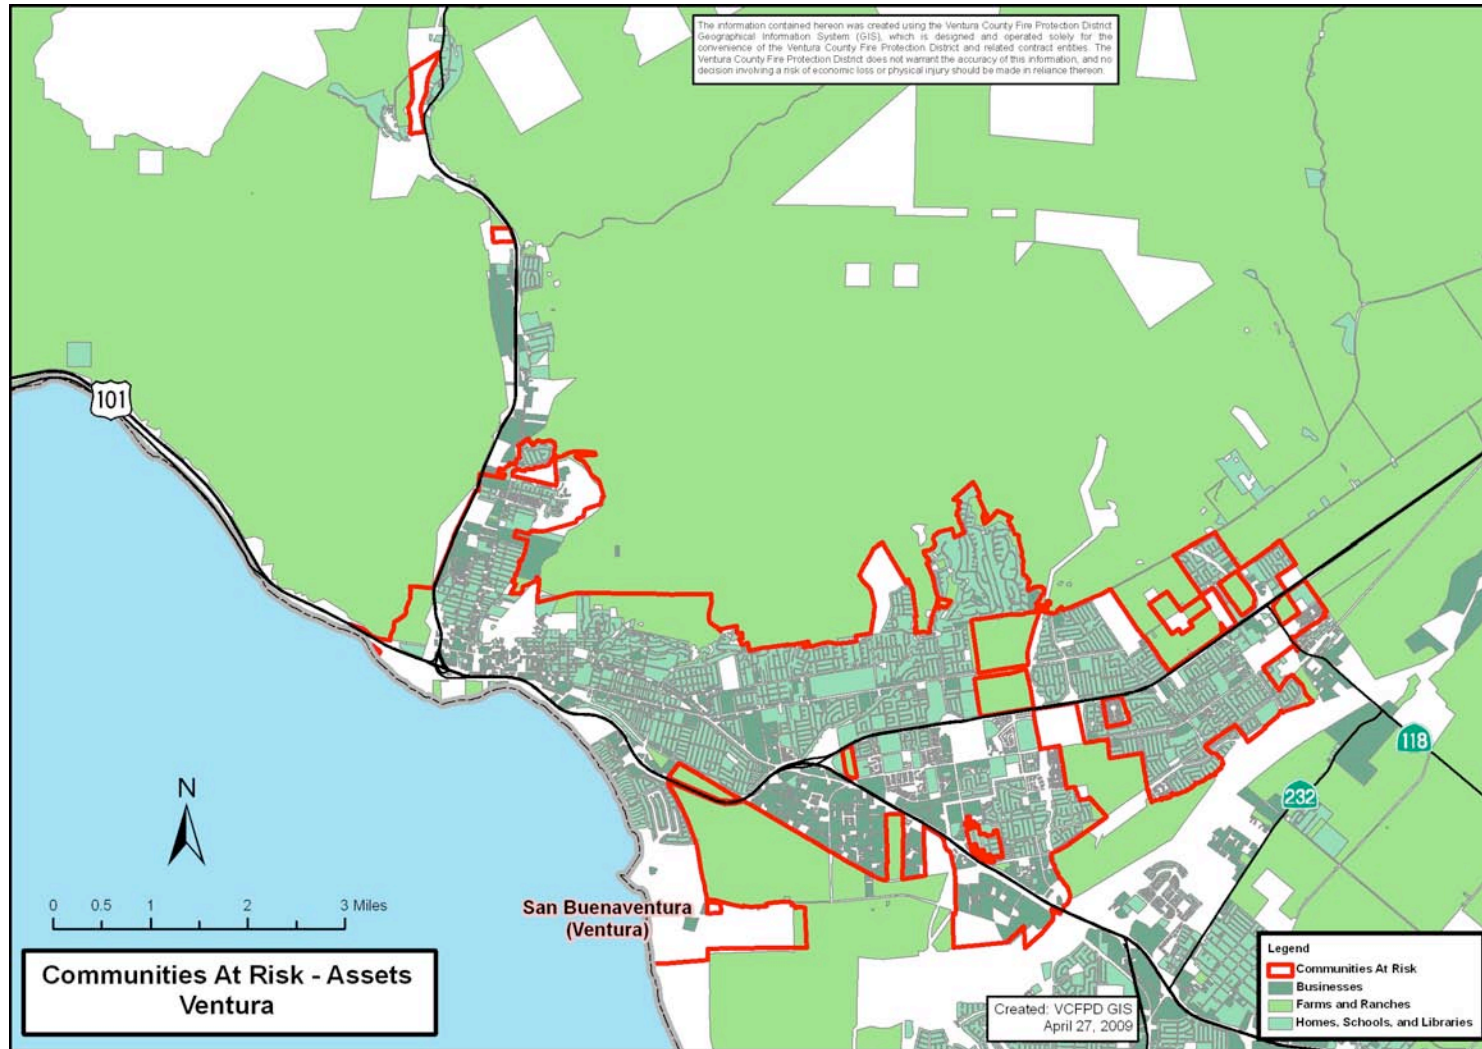 The information contained hereon was created using the Ventura County Fire Protection District
Geographical Information System (GIS), which is designed and operated solely for the
convenience of the Ventura County Fire Protection District and related contract entities. The
Ventura County Fire Protection District does not warrant the accuracy of this information, and no
decision involving a risk of economic loss or physical injury should be made in reliance thereon.
101
118
232
N
0 0.5 1 2 3 Miles
San Buenaventura
(Ventura)
Communities At Risk - Assets
Ventura
Created: VCFPD GIS
April 27, 2009
Legend
Communities At Risk
Businesses
Farms and Ranches
Homes, Schools, and Libraries